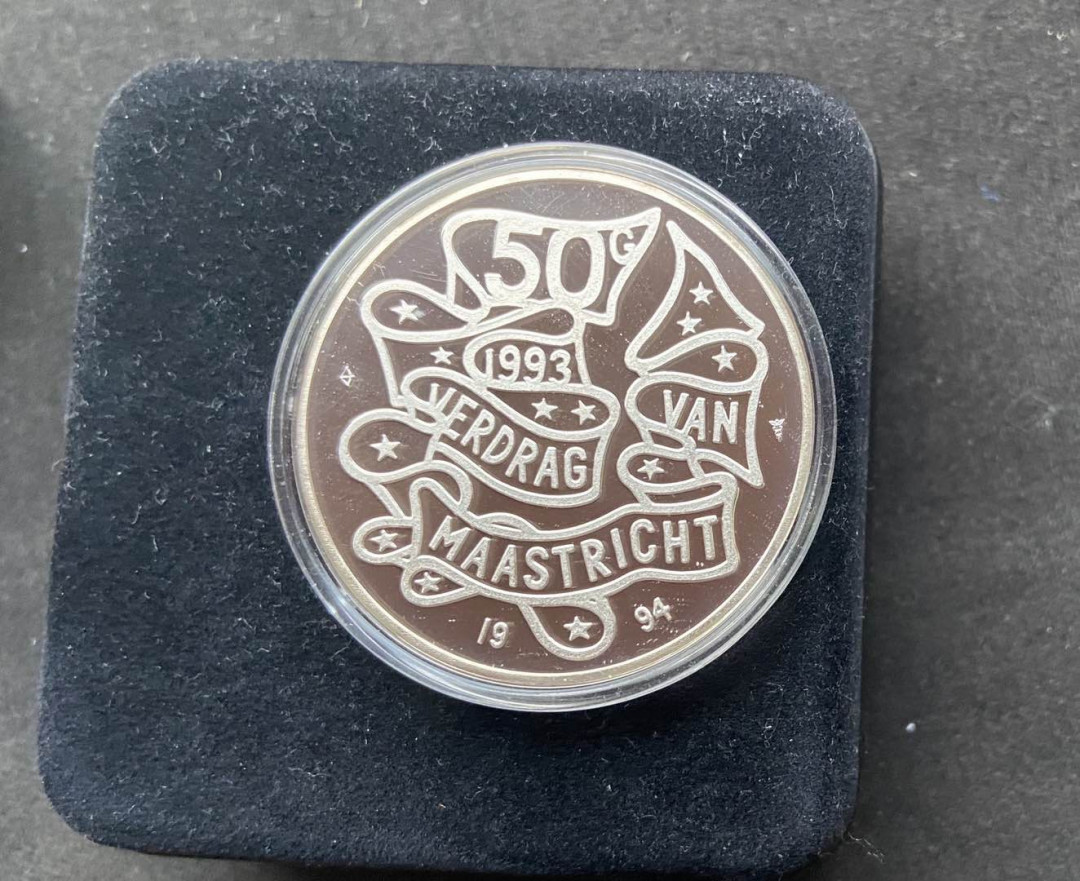 50G
1993
VERDRAG
VAN
MAASTRICHT
19 94